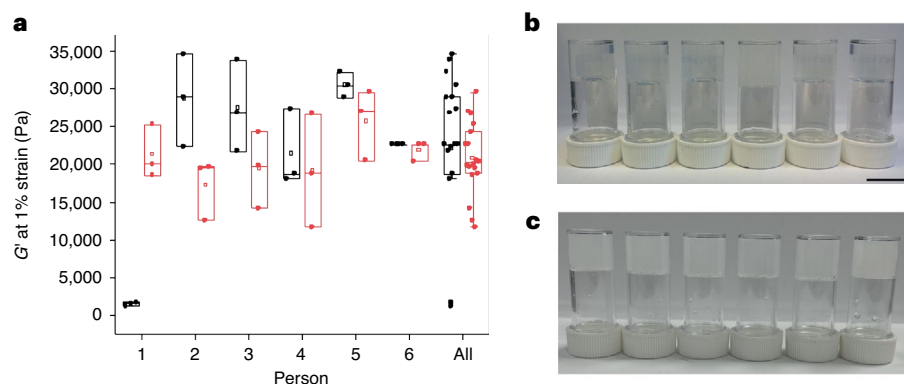 a
G' at 1% strain (Pa)
35,000
30,000
25,000
20,000
15,000
10,000
5,000
0
1 2 3 4 5 6 All
Person
b
c